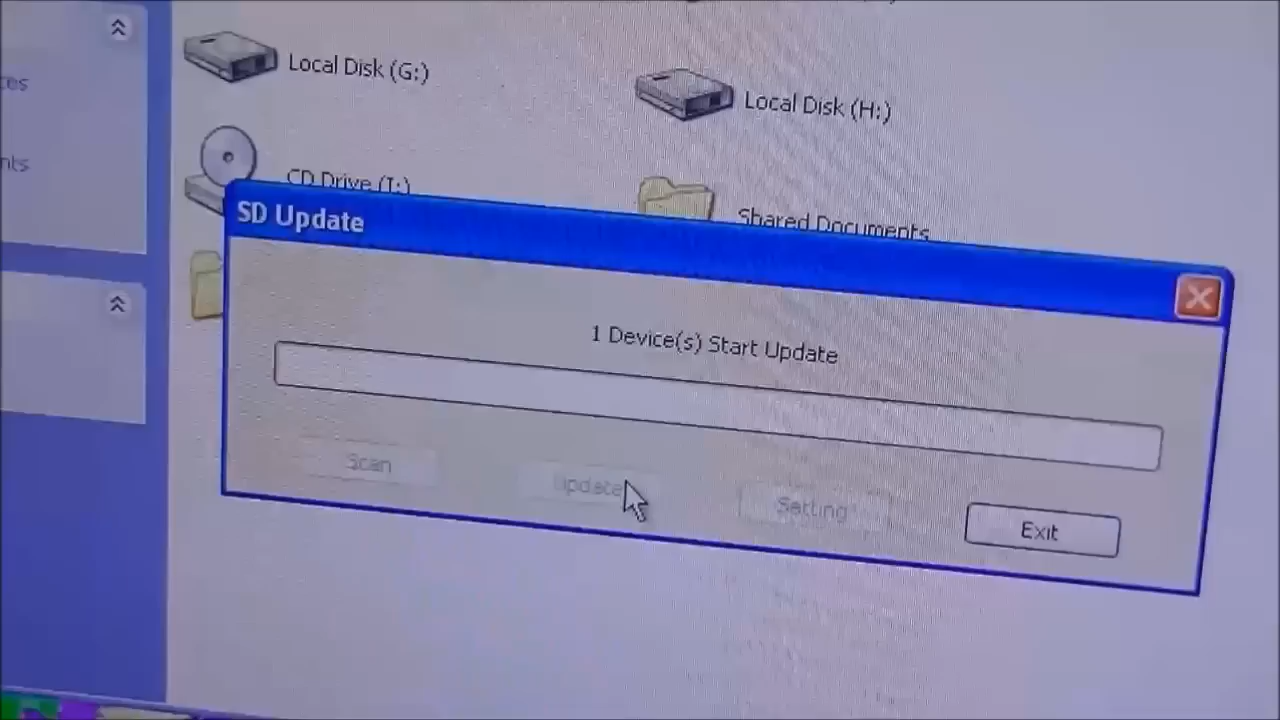 Local Disk (G:)
Local Disk (H:)
CD Drive (I:)
Shared Documents
SD Update
1 Device(s) Start Update
Scan
Update
Setting
Exit